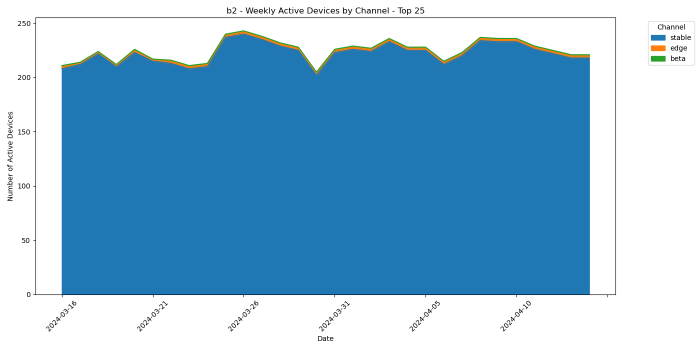 b2 - Weekly Active Devices by Channel - Top 25
Number of Active Devices
250
200
150
100
50
0
2024-03-16
2024-03-21
2024-03-26
2024-03-31
2024-04-05
2024-04-10
Date
Channel
stable
edge
beta